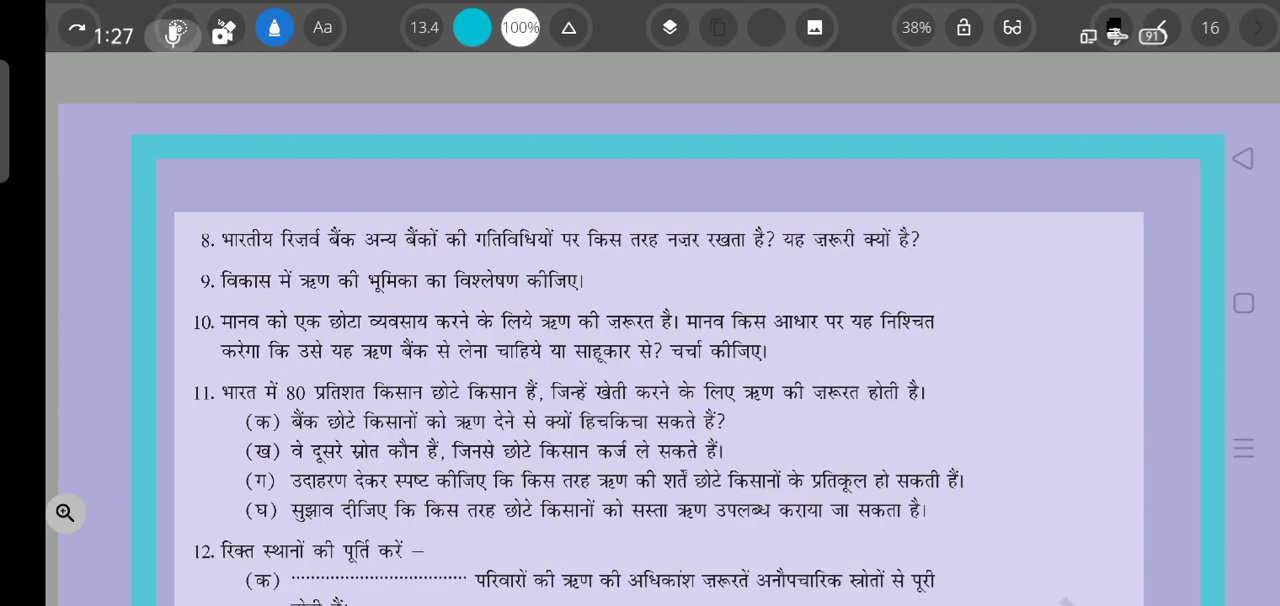 1:27 Aa 13.4 100% 38% 91 16
8. भारतीय रिज़र्व बैंक अन्य बैंकों की गतिविधियों पर किस तरह नज़र रखता है? यह ज़रूरी क्यों है?
9. विकास में ऋण की भूमिका का विश्लेषण कीजिए।
10. मानव को एक छोटा व्यवसाय करने के लिये ऋण की ज़रूरत है। मानव किस आधार पर यह निश्चित
करेगा कि उसे यह ऋण बैंक से लेना चाहिये या साहूकार से? चर्चा कीजिए।
11. भारत में 80 प्रतिशत किसान छोटे किसान हैं, जिन्हें खेती करने के लिए ऋण की ज़रूरत होती है।
(क) बैंक छोटे किसानों को ऋण देने से क्यों हिचकिचा सकते हैं?
(ख) वे दूसरे स्रोत कौन हैं, जिनसे छोटे किसान कर्ज ले सकते हैं।
(ग) उदाहरण देकर स्पष्ट कीजिए कि किस तरह ऋण की शर्तें छोटे किसानों के प्रतिकूल हो सकती हैं।
(घ) सुझाव दीजिए कि किस तरह छोटे किसानों को सस्ता ऋण उपलब्ध कराया जा सकता है।
12. रिक्त स्थानों की पूर्ति करें –
(क) ................................... परिवारों की ऋण की अधिकांश ज़रूरतें अनौपचारिक स्रोतों से पूरी
होती हैं।